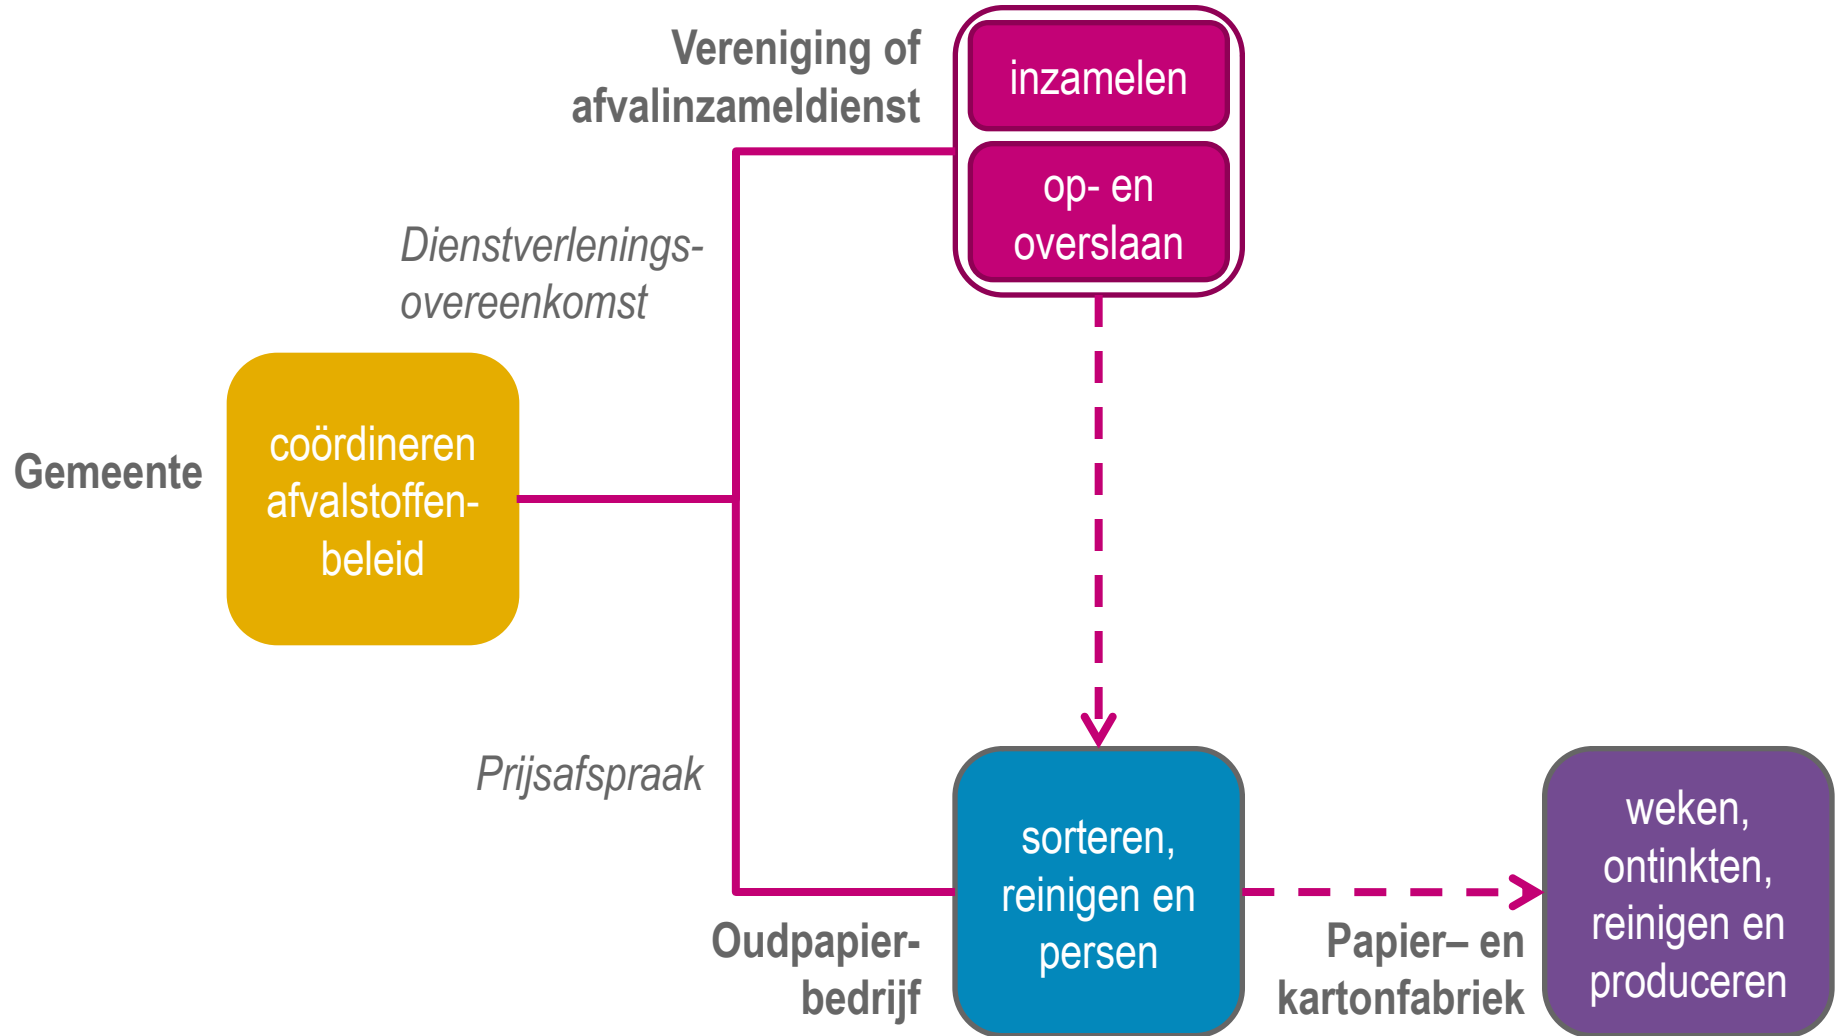 Vereniging of
afvalinzameldienst
inzamelen
op- en
overslaan
Dienstverlenings-
overeenkomst
Gemeente
coördineren
afvalstoffen-
beleid
Prijsafspraak
Oudpapier-
bedrijf
sorteren,
reinigen en
persen
Papier– en
kartonfabriek
weken,
ontinkten,
reinigen en
produceren